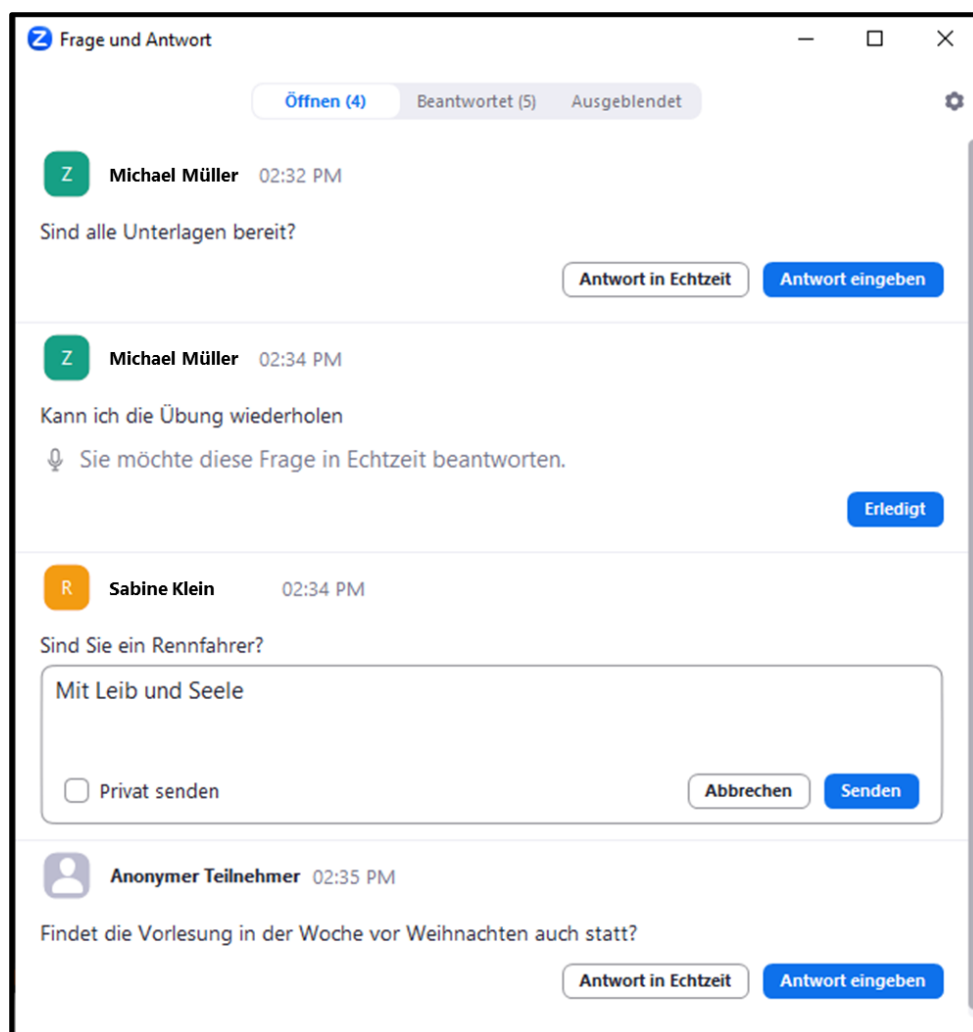 Frage und Antwort
Öffnen (4) Beantwortet (5) Ausgeblendet
Z Michael Müller 02:32 PM
Sind alle Unterlagen bereit?
Antwort in Echtzeit Antwort eingeben
Z Michael Müller 02:34 PM
Kann ich die Übung wiederholen
Sie möchte diese Frage in Echtzeit beantworten.
Erledigt
R Sabine Klein 02:34 PM
Sind Sie ein Rennfahrer?
Mit Leib und Seele
Privat senden Abbrechen Senden
Anonymer Teilnehmer 02:35 PM
Findet die Vorlesung in der Woche vor Weihnachten auch statt?
Antwort in Echtzeit Antwort eingeben